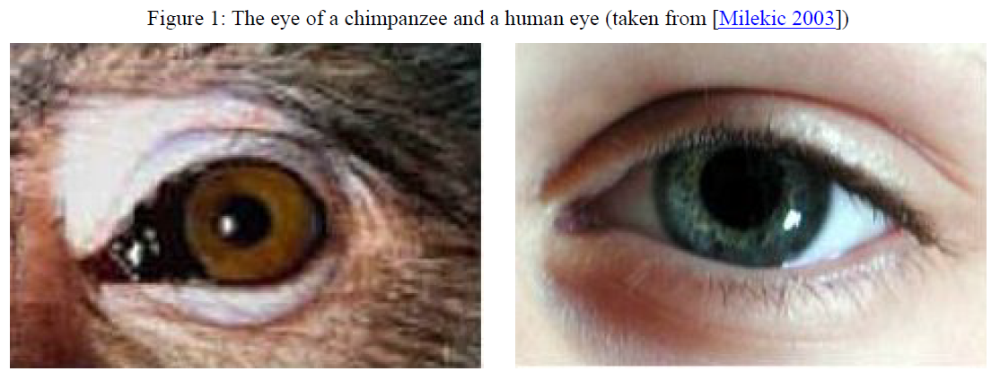 Figure 1: The eye of a chimpanzee and a human eye (taken from [Milekic 2003])